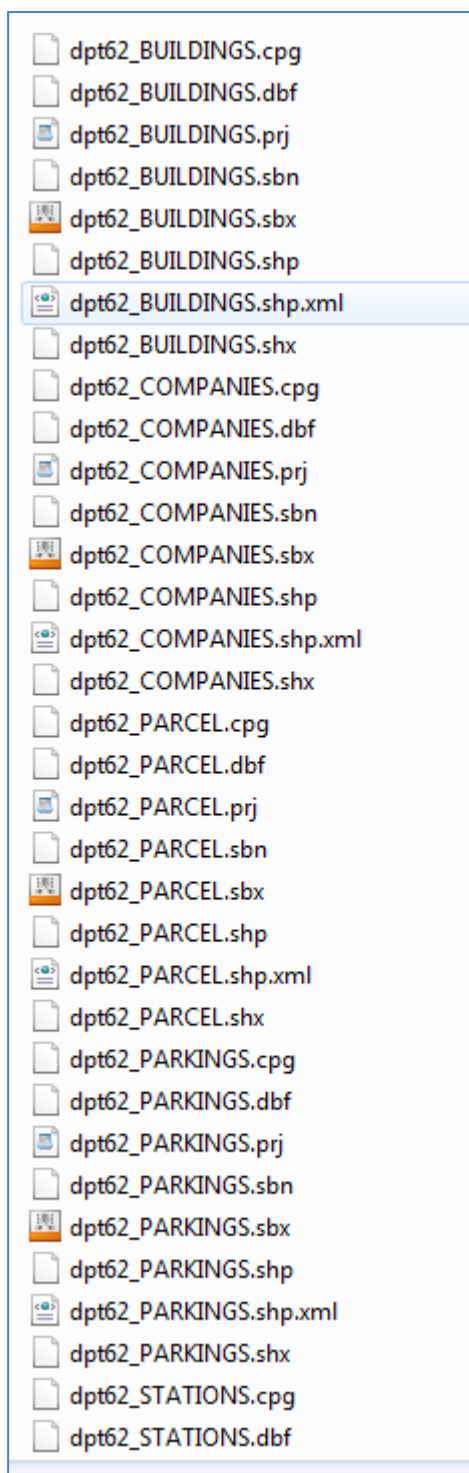 dpt62_BUILDINGS.cpg
dpt62_BUILDINGS.dbf
dpt62_BUILDINGS.prj
dpt62_BUILDINGS.sbn
dpt62_BUILDINGS.sbx
dpt62_BUILDINGS.shp
dpt62_BUILDINGS.shp.xml
dpt62_BUILDINGS.shx
dpt62_COMPANIES.cpg
dpt62_COMPANIES.dbf
dpt62_COMPANIES.prj
dpt62_COMPANIES.sbn
dpt62_COMPANIES.sbx
dpt62_COMPANIES.shp
dpt62_COMPANIES.shp.xml
dpt62_COMPANIES.shx
dpt62_PARCEL.cpg
dpt62_PARCEL.dbf
dpt62_PARCEL.prj
dpt62_PARCEL.sbn
dpt62_PARCEL.sbx
dpt62_PARCEL.shp
dpt62_PARCEL.shp.xml
dpt62_PARCEL.shx
dpt62_PARKINGS.cpg
dpt62_PARKINGS.dbf
dpt62_PARKINGS.prj
dpt62_PARKINGS.sbn
dpt62_PARKINGS.sbx
dpt62_PARKINGS.shp
dpt62_PARKINGS.shp.xml
dpt62_PARKINGS.shx
dpt62_STATIONS.cpg
dpt62_STATIONS.dbf